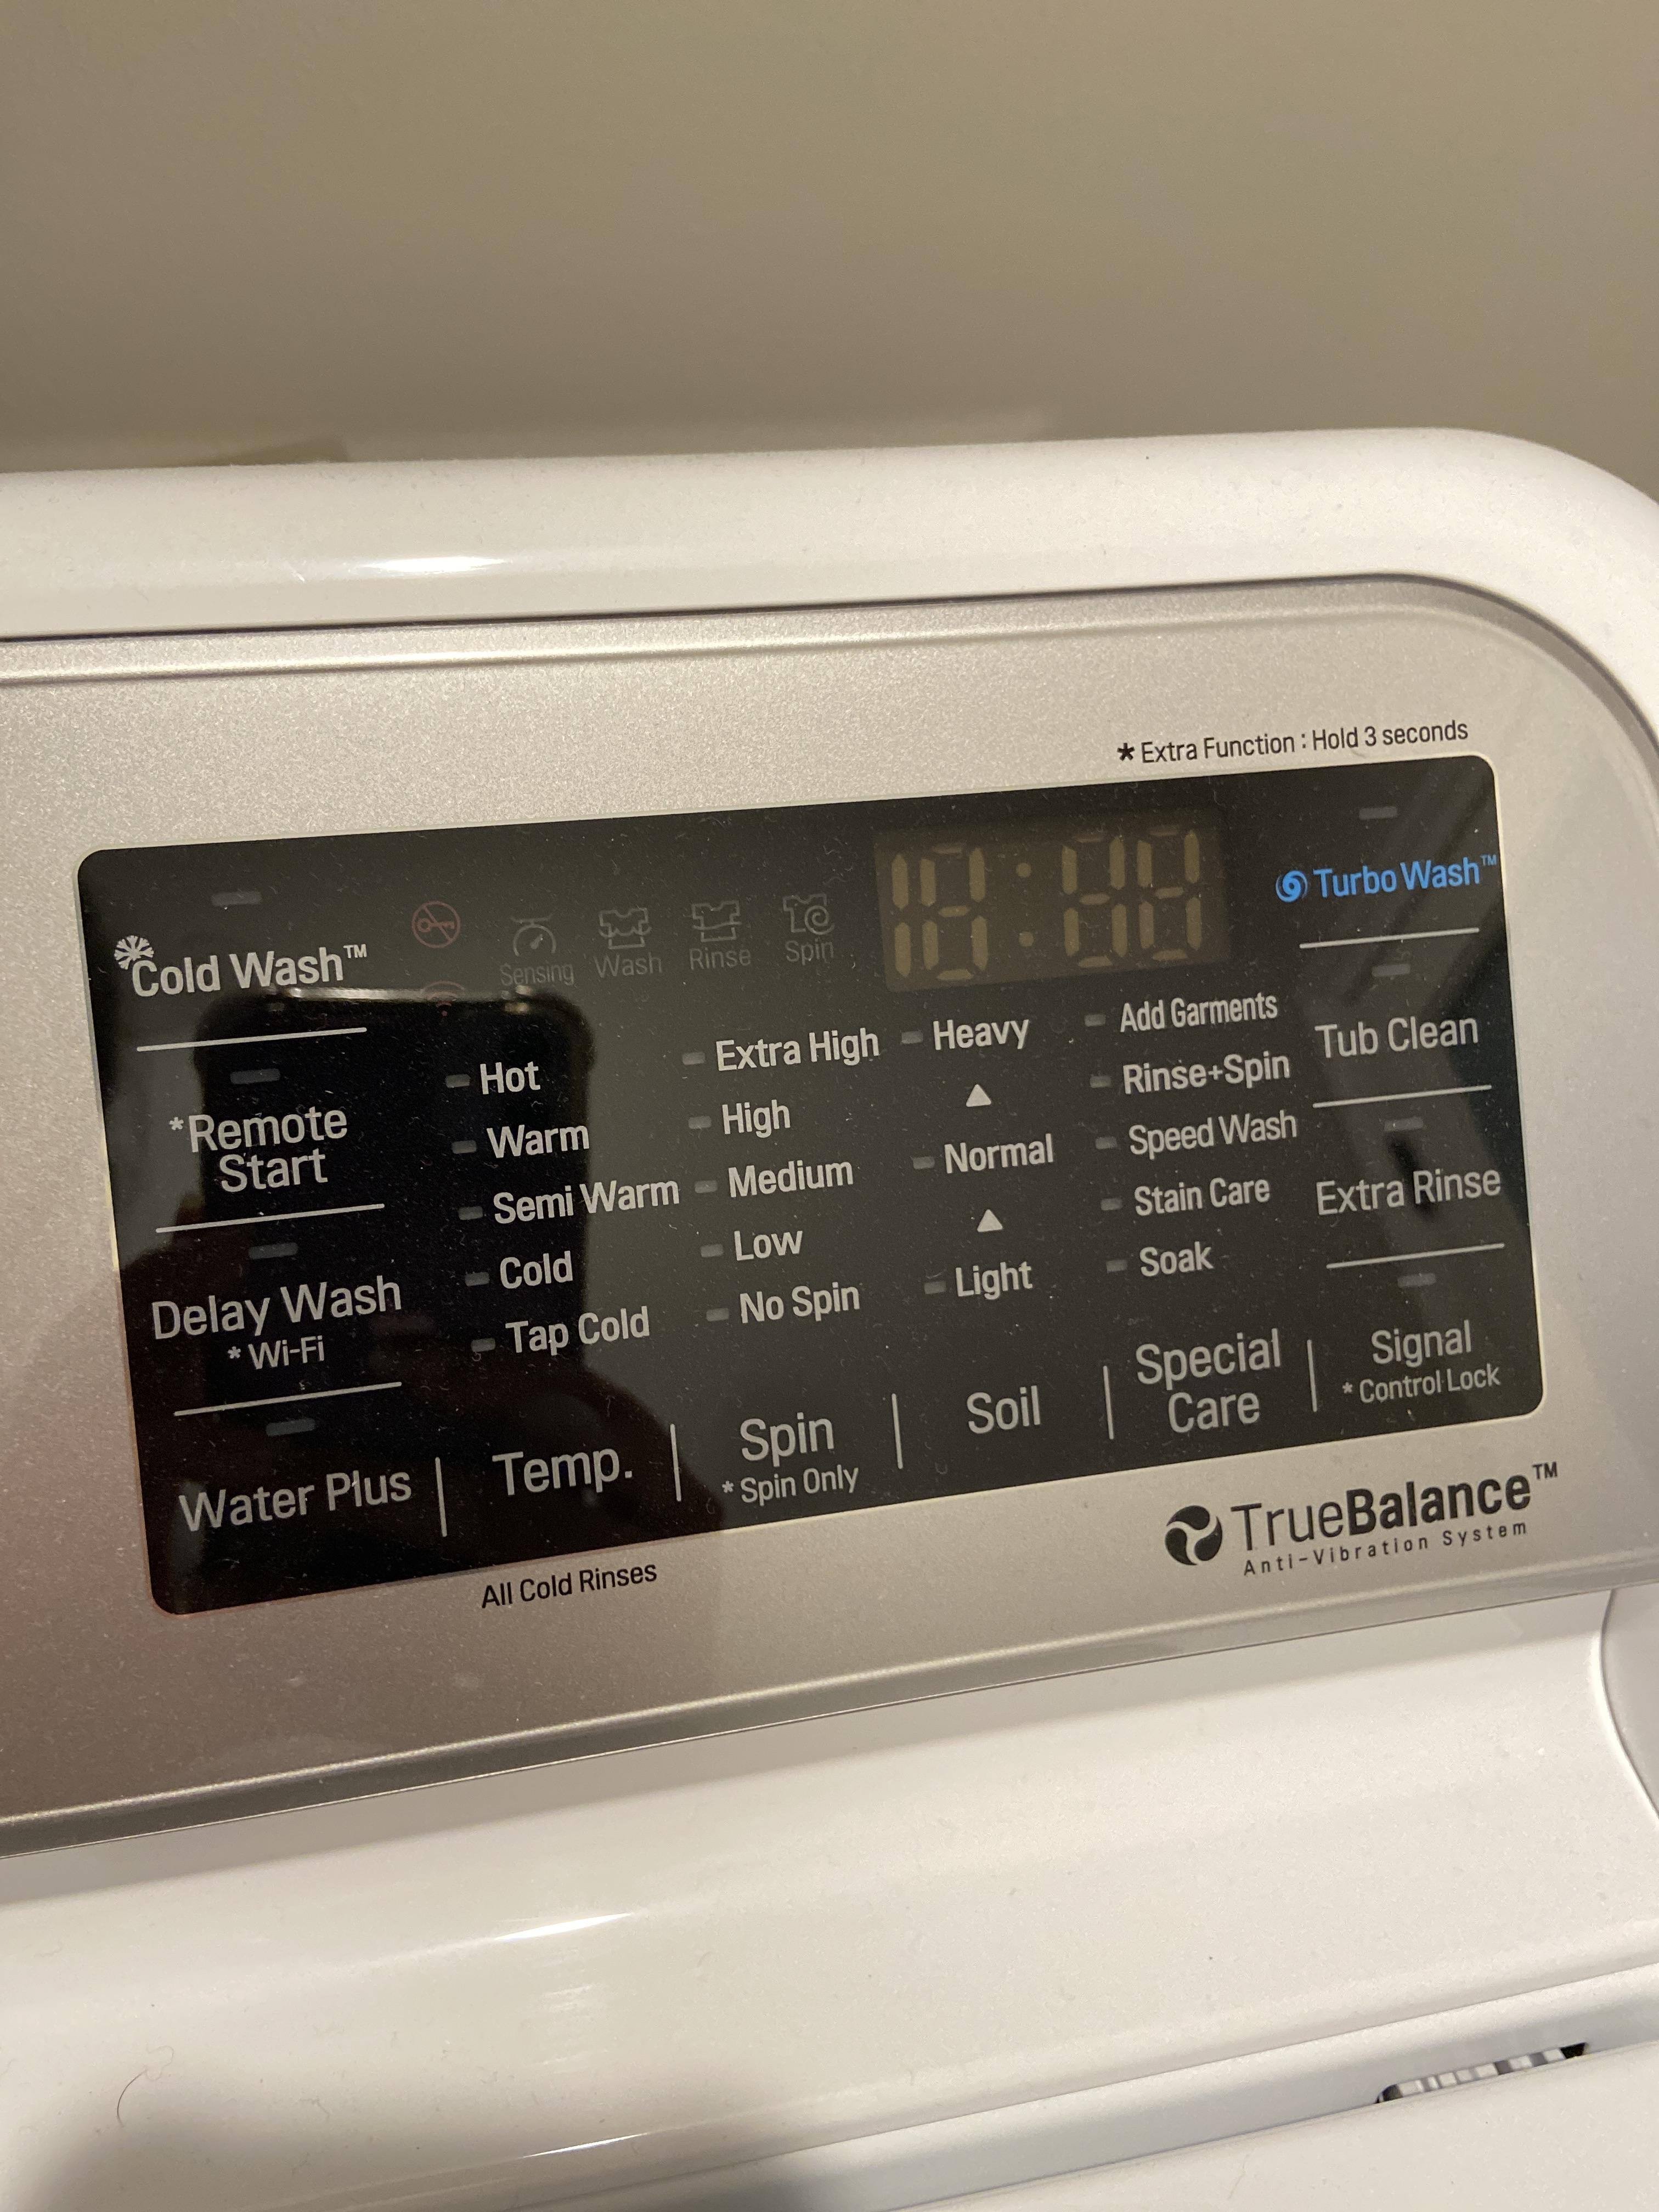 * Extra Function : Hold 3 seconds
Cold Wash™
Sensing
Wash
Rinse
Spin
18:88
Turbo Wash™
*Remote
Start
Delay Wash
* Wi-Fi
Water Plus
Hot
Warm
Semi Warm
Cold
Tap Cold
Temp.
Extra High
High
Medium
Low
No Spin
Spin
* Spin Only
Heavy
Normal
Light
Soil
Add Garments
Rinse+Spin
Speed Wash
Stain Care
Soak
Special
Care
Tub Clean
Extra Rinse
Signal
* Control Lock
All Cold Rinses
TrueBalance™
Anti-Vibration System